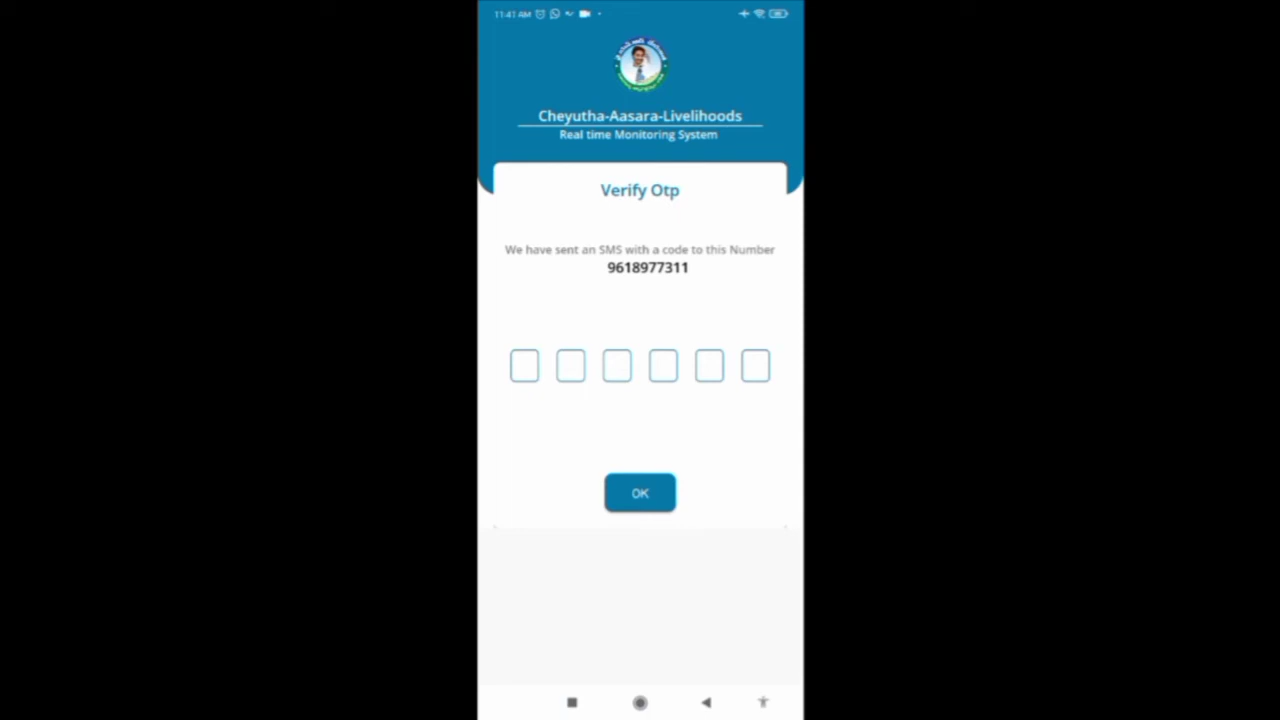 11:41 AM
Cheyutha-Aasara-Livelihoods
Real time Monitoring System
Verify Otp
We have sent an SMS with a code to this Number
9618977311
OK